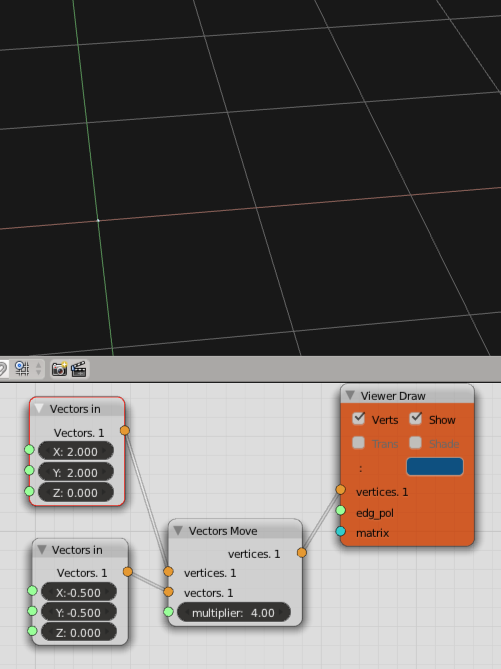 Vectors in
Vectors. 1
X: 2.000
Y: 2.000
Z: 0.000
Vectors in
Vectors. 1
X:-0.500
Y:-0.500
Z: 0.000
Vectors Move
vertices. 1
vertices. 1
vectors. 1
multiplier: 4.00
Viewer Draw
Verts Show
Trans Shade
:
vertices. 1
edg_pol
matrix